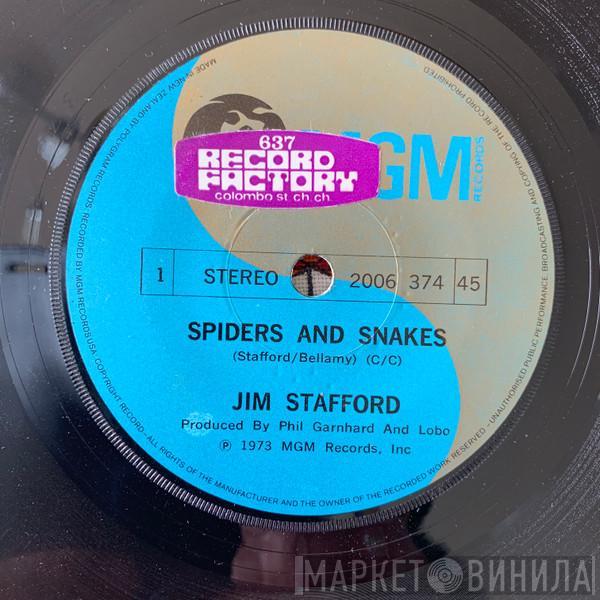 637
RECORD
FACTORY
colombo st ch.ch.
MGM
RECORDS
1 STEREO 2006 374 45
SPIDERS AND SNAKES
(Stafford/Bellamy) (C/C)
JIM STAFFORD
Produced By Phil Garnhard And Lobo
℗ 1973 MGM Records, Inc
MADE IN NEW ZEALAND BY POLYGRAM RECORDS · RECORDED BY MGM RECORDS USA. COPYRIGHT RECORD - ALL RIGHTS OF THE MANUFACTURER AND THE OWNER OF THE RECORDED WORK RESERVED - UNAUTHORISED PUBLIC PERFORMANCE, BROADCASTING AND COPYING OF THE RECORD PROHIBITED
МАРКЕТ ВИНИЛА